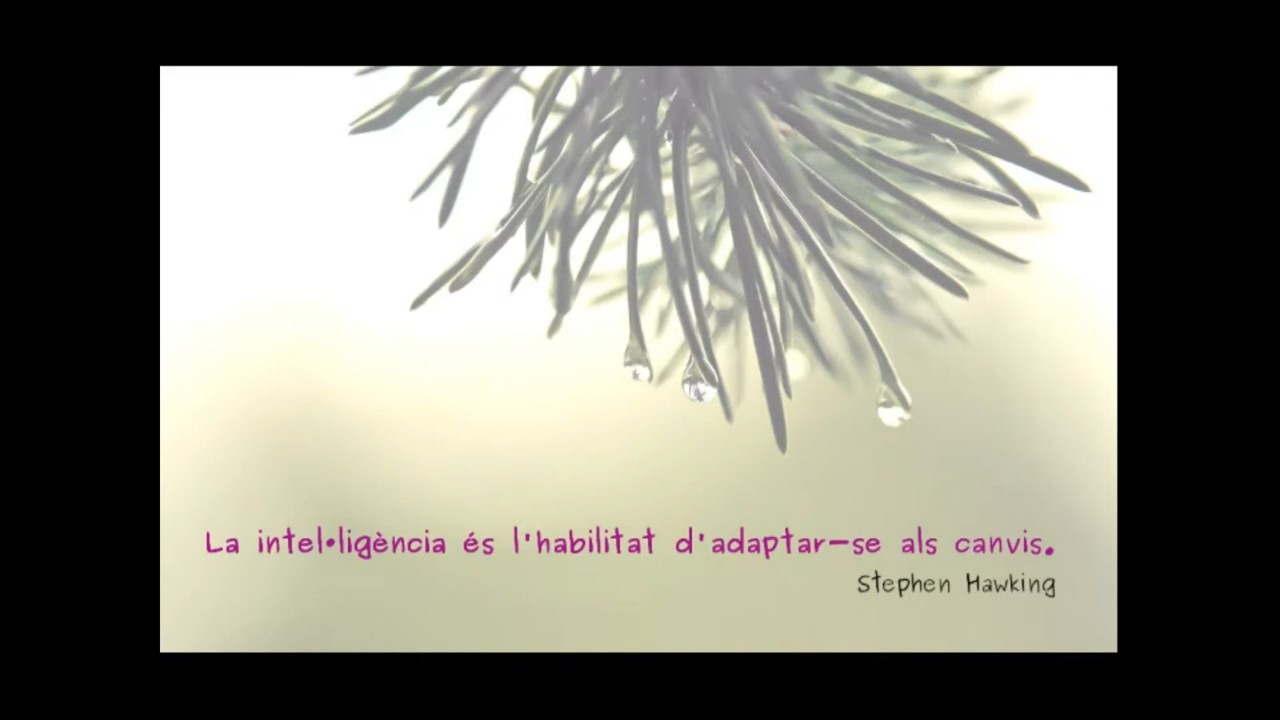 La intel·ligència és l'habilitat d'adaptar-se als canvis.
Stephen Hawking